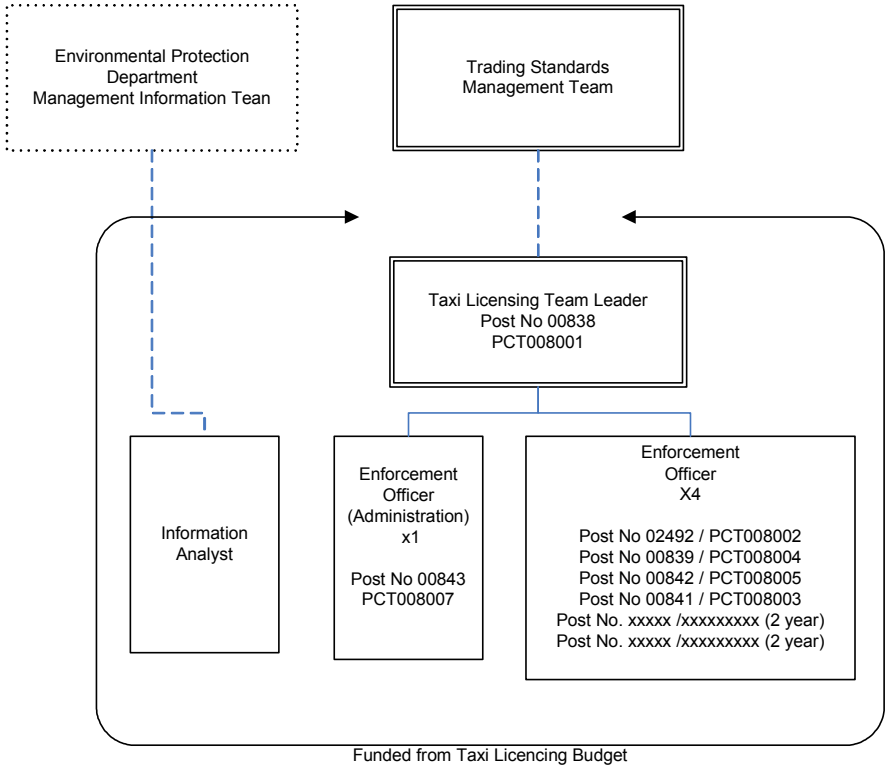 Environmental Protection
Department
Management Information Tean
Trading Standards
Management Team
Taxi Licensing Team Leader
Post No 00838
PCT008001
Information
Analyst
Enforcement
Officer
(Administration)
x1
Post No 00843
PCT008007
Enforcement
Officer
X4
Post No 02492 / PCT008002
Post No 00839 / PCT008004
Post No 00842 / PCT008005
Post No 00841 / PCT008003
Post No. xxxxx /xxxxxxxxx (2 year)
Post No. xxxxx /xxxxxxxxx (2 year)
Funded from Taxi Licencing Budget